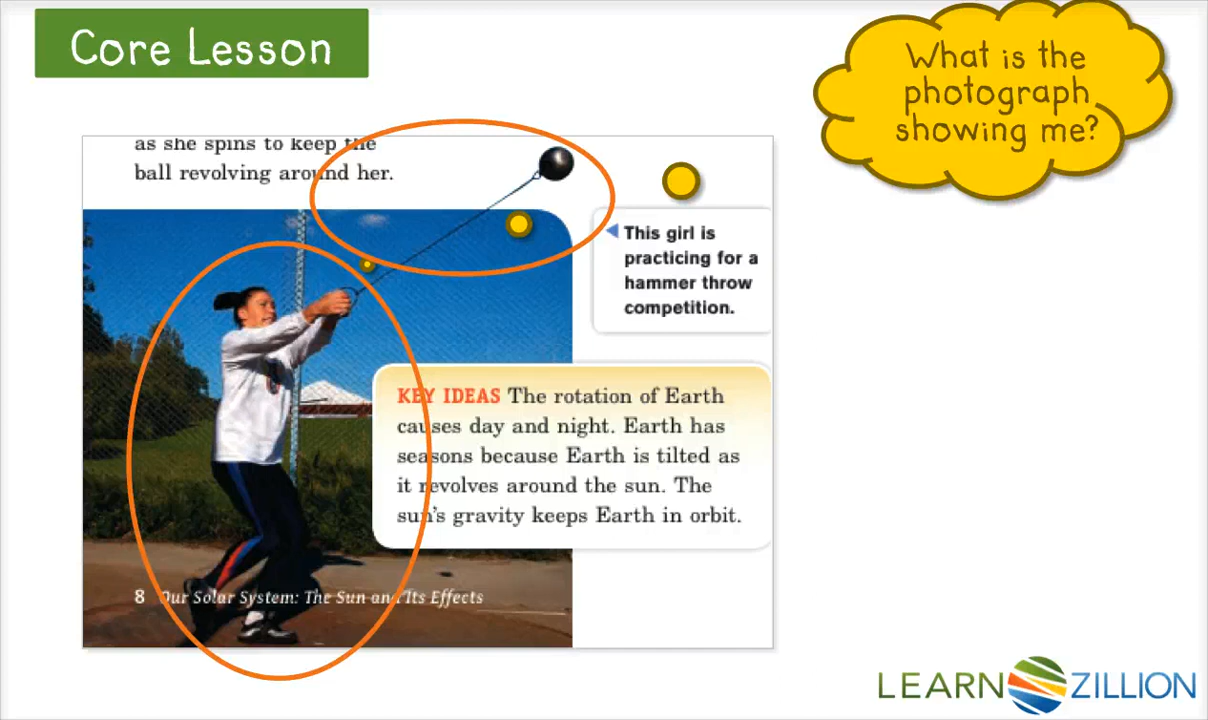 Core Lesson
What is the
photograph
showing me?
as she spins to keep the
ball revolving around her.
This girl is
practicing for a
hammer throw
competition.
KEY IDEAS The rotation of Earth
causes day and night. Earth has
seasons because Earth is tilted as
it revolves around the sun. The
sun's gravity keeps Earth in orbit.
8 Our Solar System: The Sun and Its Effects
LEARN ZILLION